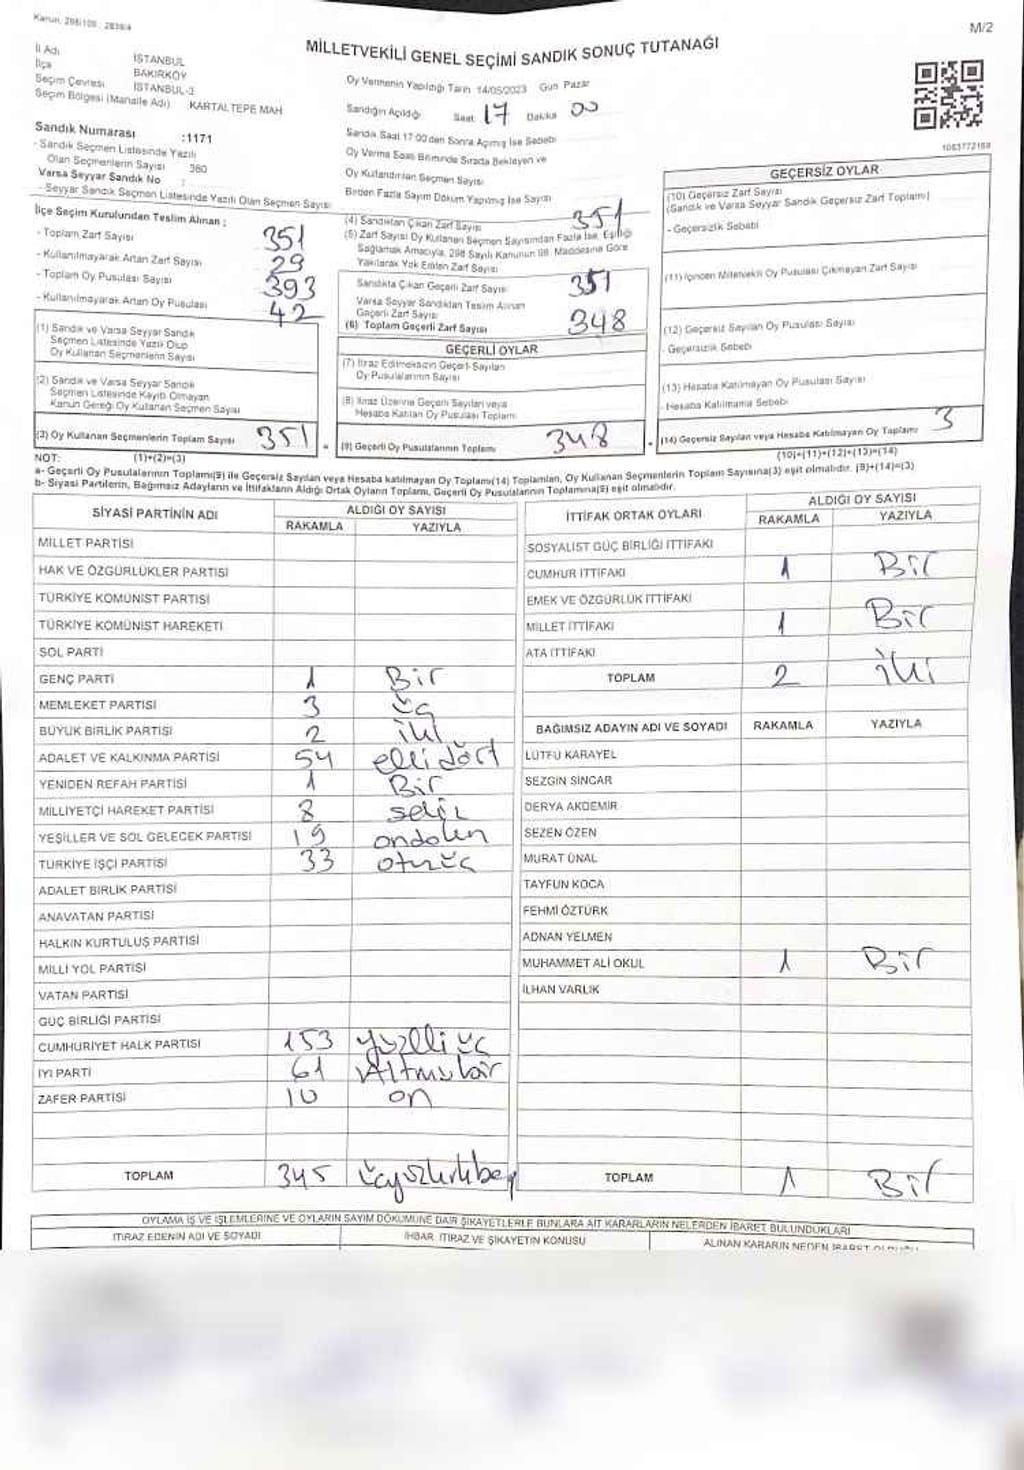 Kanun, 298/105 : 2839/4
M/2
MİLLETVEKİLİ GENEL SEÇİMİ SANDIK SONUÇ TUTANAĞI
İl Adı İSTANBUL
İlçe BAKIRKÖY
Seçim Çevresi İSTANBUL-3
Seçim Bölgesi (Mahalle Adı) KARTALTEPE MAH
Sandık Numarası :1171
- Sandık Seçmen Listesinde Yazılı
Olan Seçmenlerin Sayısı 380
Varsa Seyyar Sandık No :
- Seyyar Sandık Seçmen Listesinde Yazılı Olan Seçmen Sayısı
Oy Vermenin Yapıldığı Tarih 14/05/2023 Gün Pazar
Sandığın Açıldığı Saat 17 Dakika 00
Sandık Saat 17:00'den Sonra Açılmış İse Sebebi
Oy Verme Saati Bitiminde Sırada Bekleyen ve
Oy Kullandırılan Seçmen Sayısı
Birden Fazla Sayım Döküm Yapılmış İse Sayısı
1083772168
İlçe Seçim Kurulundan Teslim Alınan :
- Toplam Zarf Sayısı 351
- Kullanılmayarak Artan Zarf Sayısı 29
- Toplam Oy Pusulası Sayısı 393
- Kullanılmayarak Artan Oy Pusulası 42
(1) Sandık ve Varsa Seyyar Sandık
Seçmen Listesinde Yazılı Olup
Oy Kullanan Seçmenlerin Sayısı
(2) Sandık ve Varsa Seyyar Sandık
Seçmen Listesinde Kayıtlı Olmayan
Kanun Gereği Oy Kullanan Seçmen Sayısı
(3) Oy Kullanan Seçmenlerin Toplam Sayısı 351 =
(4) Sandıktan Çıkan Zarf Sayısı 351
(5) Zarf Sayısı Oy Kullanan Seçmen Sayısından Fazla İse, Eşitliği
Sağlamak Amacıyla, 298 Sayılı Kanunun 98. Maddesine Göre
Yakılarak Yok Edilen Zarf Sayısı
Sandıkta Çıkan Geçerli Zarf Sayısı 351
Varsa Seyyar Sandıktan Teslim Alınan
Geçerli Zarf Sayısı
(6) Toplam Geçerli Zarf Sayısı 348
GEÇERLİ OYLAR
(7) İtiraz Edilmeksizin Geçerli Sayılan
Oy Pusulalarının Sayısı
(8) İtiraz Üzerine Geçerli Sayılan veya
Hesaba Katılan Oy Pusulası Toplamı
(9) Geçerli Oy Pusulalarının Toplamı 348
GEÇERSİZ OYLAR
(10) Geçersiz Zarf Sayısı
(Sandık ve Varsa Seyyar Sandık Geçersiz Zarf Toplamı)
- Geçersizlik Sebebi
(11) İçinden Milletvekili Oy Pusulası Çıkmayan Zarf Sayısı
(12) Geçersiz Sayılan Oy Pusulası Sayısı
- Geçersizlik Sebebi
(13) Hesaba Katılmayan Oy Pusulası Sayısı
- Hesaba Katılmama Sebebi
(14) Geçersiz Sayılan veya Hesaba Katılmayan Oy Toplamı 3
NOT: (1)+(2)=(3)
(10)+(11)+(12)+(13)=(14)
a- Geçerli Oy Pusulalarının Toplamı(9) ile Geçersiz Sayılan veya Hesaba katılmayan Oy Toplamı(14) Toplamları, Oy Kullanan Seçmenlerin Toplam Sayısına(3) eşit olmalıdır. (9)+(14)=(3)
b- Siyasi Partilerin, Bağımsız Adayların ve İttifakların Aldığı Ortak Oyların Toplamı, Geçerli Oy Pusulalarının Toplamına(9) eşit olmalıdır.
SİYASİ PARTİNİN ADI ALDIĞI OY SAYISI
RAKAMLA YAZIYLA
MİLLET PARTİSİ
HAK VE ÖZGÜRLÜKLER PARTİSİ
TÜRKİYE KOMÜNİST PARTİSİ
TÜRKİYE KOMÜNİST HAREKETİ
SOL PARTİ
GENÇ PARTİ 1 Bir
MEMLEKET PARTİSİ 3 üç
BÜYÜK BİRLİK PARTİSİ 2 iki
ADALET VE KALKINMA PARTİSİ 54 elli dört
YENİDEN REFAH PARTİSİ 1 Bir
MİLLİYETÇİ HAREKET PARTİSİ 8 sekiz
YEŞİLLER VE SOL GELECEK PARTİSİ 19 ondokuz
TÜRKİYE İŞÇİ PARTİSİ 33 otuzüç
ADALET BİRLİK PARTİSİ
ANAVATAN PARTİSİ
HALKIN KURTULUŞ PARTİSİ
MİLLİ YOL PARTİSİ
VATAN PARTİSİ
GÜÇ BİRLİĞİ PARTİSİ
CUMHURİYET HALK PARTİSİ 153 yüzelli üç
İYİ PARTİ 61 Altmışbir
ZAFER PARTİSİ 10 on
TOPLAM 345 üçyüzkırkbeş
İTTİFAK ORTAK OYLARI ALDIĞI OY SAYISI
RAKAMLA YAZIYLA
SOSYALİST GÜÇ BİRLİĞİ İTTİFAKI
CUMHUR İTTİFAKI 1 Bir
EMEK VE ÖZGÜRLÜK İTTİFAKI
MİLLET İTTİFAKI 1 Bir
ATA İTTİFAKI
TOPLAM 2 iki
BAĞIMSIZ ADAYIN ADI VE SOYADI RAKAMLA YAZIYLA
LÜTFÜ KARAYEL
SEZGİN SİNCAR
DERYA AKDEMİR
SEZEN ÖZEN
MURAT ÜNAL
TAYFUN KOCA
FEHMİ ÖZTÜRK
ADNAN YELMEN
MUHAMMET ALİ OKUL 1 Bir
İLHAN VARLIK
TOPLAM 1 Bir
OYLAMA İŞ VE İŞLEMLERİNE VE OYLARIN SAYIM DÖKÜMÜNE DAİR ŞİKAYETLERLE BUNLARA AİT KARARLARIN NELERDEN İBARET BULUNDUKLARI
İTİRAZ EDENİN ADI VE SOYADI İHBAR, İTİRAZ VE ŞİKAYETİN KONUSU ALINAN KARARIN NEDEN İBARET OLDUĞU